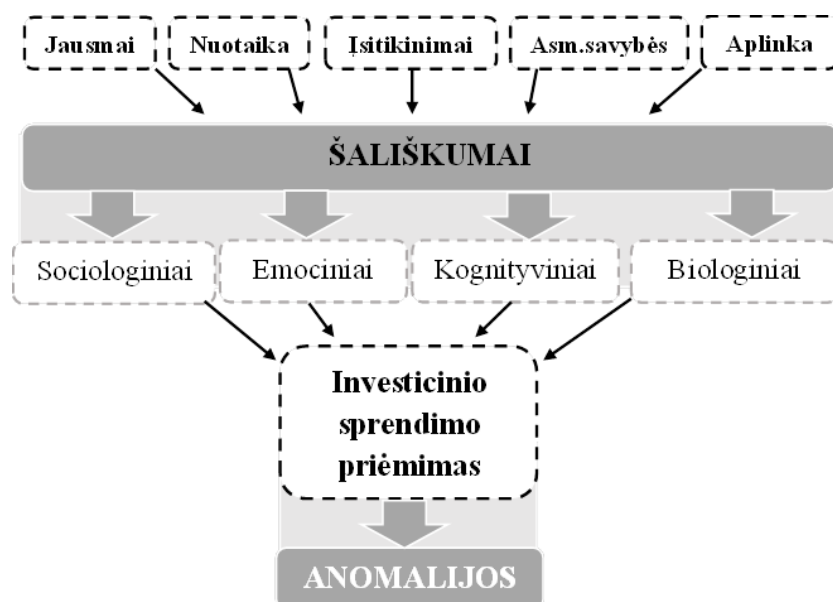 Jausmai
Nuotaika
Įsitikinimai
Asm.savybės
Aplinka
ŠALIŠKUMAI
Sociologiniai
Emociniai
Kognityviniai
Biologiniai
Investicinio
sprendimo
priėmimas
ANOMALIJOS